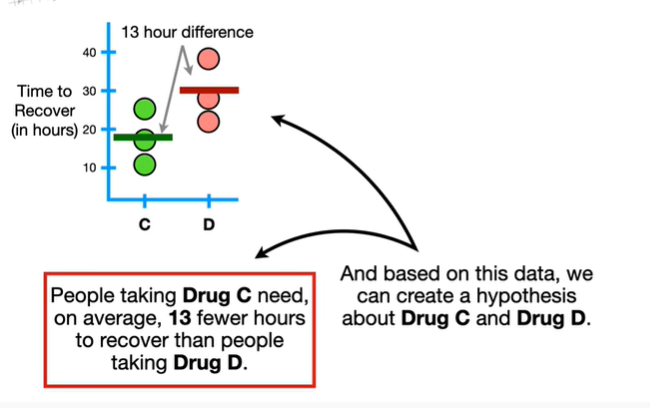 13 hour difference
40
30
20
10
Time to
Recover
(in hours)
C
D
People taking Drug C need,
on average, 13 fewer hours
to recover than people
taking Drug D.
And based on this data, we
can create a hypothesis
about Drug C and Drug D.